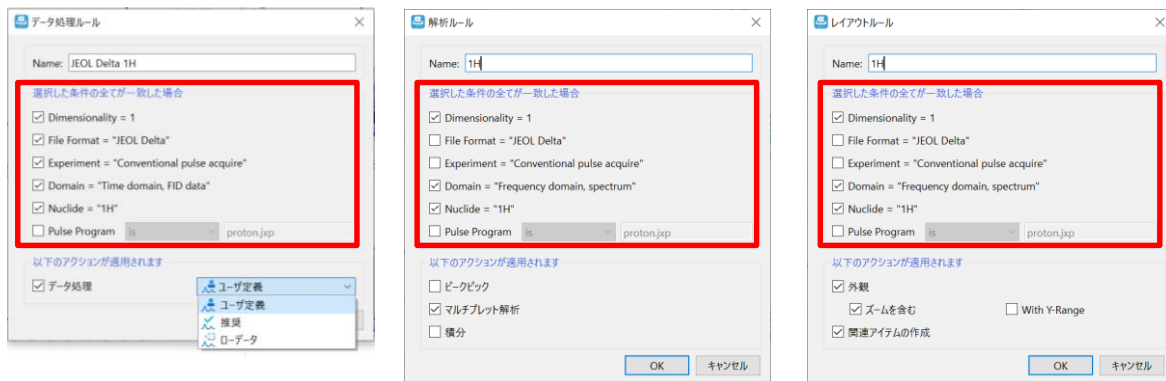 データ処理ルール
Name: JEOL Delta 1H
選択した条件の全てが一致した場合
Dimensionality = 1
File Format = "JEOL Delta"
Experiment = "Conventional pulse acquire"
Domain = "Time domain, FID data"
Nuclide = "1H"
Pulse Program is proton.jxp
以下のアクションが適用されます
データ処理 ユーザ定義
ユーザ定義
推奨
ローデータ
解析ルール
Name: 1H
選択した条件の全てが一致した場合
Dimensionality = 1
File Format = "JEOL Delta"
Experiment = "Conventional pulse acquire"
Domain = "Frequency domain, spectrum"
Nuclide = "1H"
Pulse Program is proton.jxp
以下のアクションが適用されます
ピークピック
マルチプレット解析
積分
OK キャンセル
レイアウトルール
Name: 1H
選択した条件の全てが一致した場合
Dimensionality = 1
File Format = "JEOL Delta"
Experiment = "Conventional pulse acquire"
Domain = "Frequency domain, spectrum"
Nuclide = "1H"
Pulse Program is proton.jxp
以下のアクションが適用されます
外観
ズームを含む With Y-Range
関連アイテムの作成
OK キャンセル